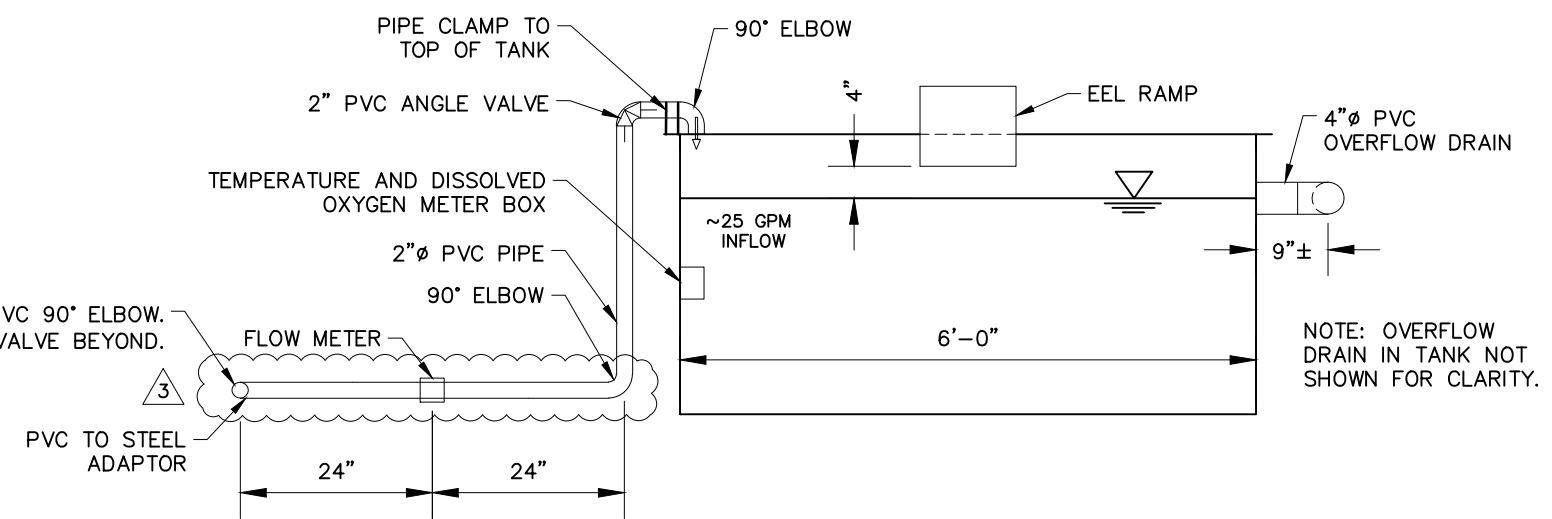 PIPE CLAMP TO
TOP OF TANK
90° ELBOW
2" PVC ANGLE VALVE
4"
EEL RAMP
4"ø PVC
OVERFLOW DRAIN
TEMPERATURE AND DISSOLVED
OXYGEN METER BOX
~25 GPM
INFLOW
2"ø PVC PIPE
9"±
90° ELBOW
VC 90° ELBOW.
VALVE BEYOND.
FLOW METER
6'-0"
NOTE: OVERFLOW
DRAIN IN TANK NOT
SHOWN FOR CLARITY.
3
PVC TO STEEL
ADAPTOR
24"
24"